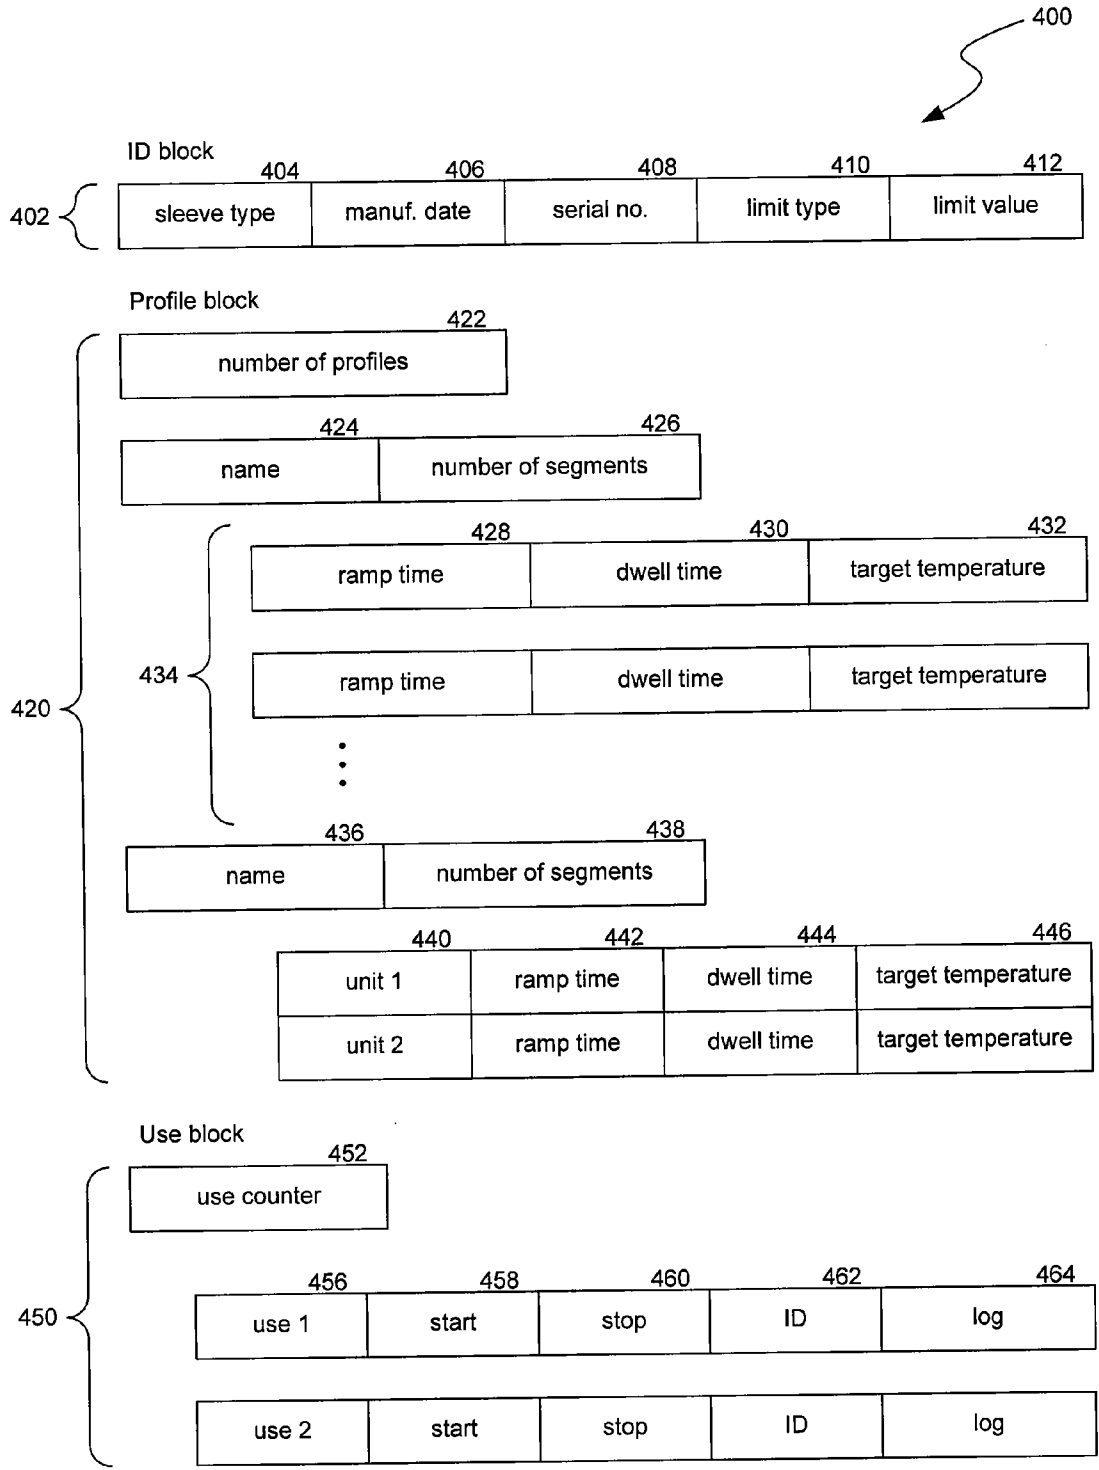 400
ID block
404 406 408 410 412
402 sleeve type manuf. date serial no. limit type limit value
Profile block
422
number of profiles
424 426
name number of segments
428 430 432
ramp time dwell time target temperature
434
ramp time dwell time target temperature
420
436 438
name number of segments
440 442 444 446
unit 1 ramp time dwell time target temperature
unit 2 ramp time dwell time target temperature
Use block
452
use counter
456 458 460 462 464
450 use 1 start stop ID log
use 2 start stop ID log